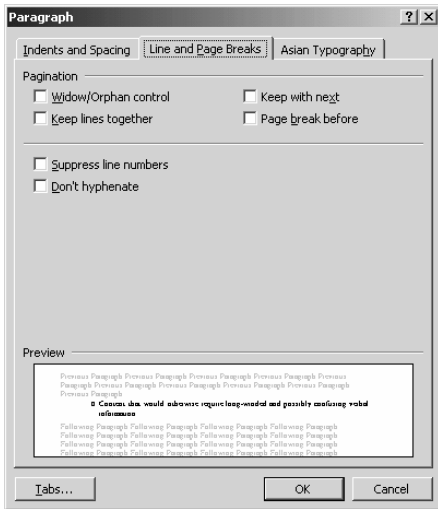 Paragraph
Indents and Spacing Line and Page Breaks Asian Typography
Pagination
Widow/Orphan control Keep with next
Keep lines together Page break before
Suppress line numbers
Don't hyphenate
Preview
Previous Paragraph Previous Paragraph Previous Paragraph Previous Paragraph Previous
Paragraph Previous Paragraph Previous Paragraph Previous Paragraph Previous Paragraph
Previous Paragraph
Content that would otherwise require long-winded and possibly confusing verbal
information
Following Paragraph Following Paragraph Following Paragraph Following Paragraph
Following Paragraph Following Paragraph Following Paragraph Following Paragraph
Following Paragraph Following Paragraph Following Paragraph Following Paragraph
Following Paragraph Following Paragraph Following Paragraph Following Paragraph
Tabs... OK Cancel